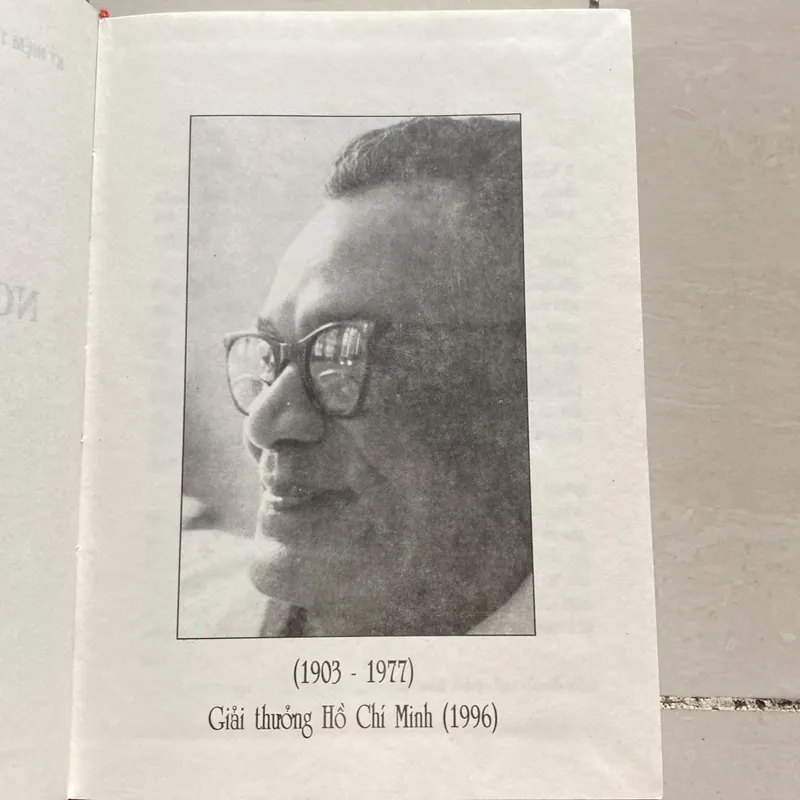 (1903 - 1977)
Giải thưởng Hồ Chí Minh (1996)